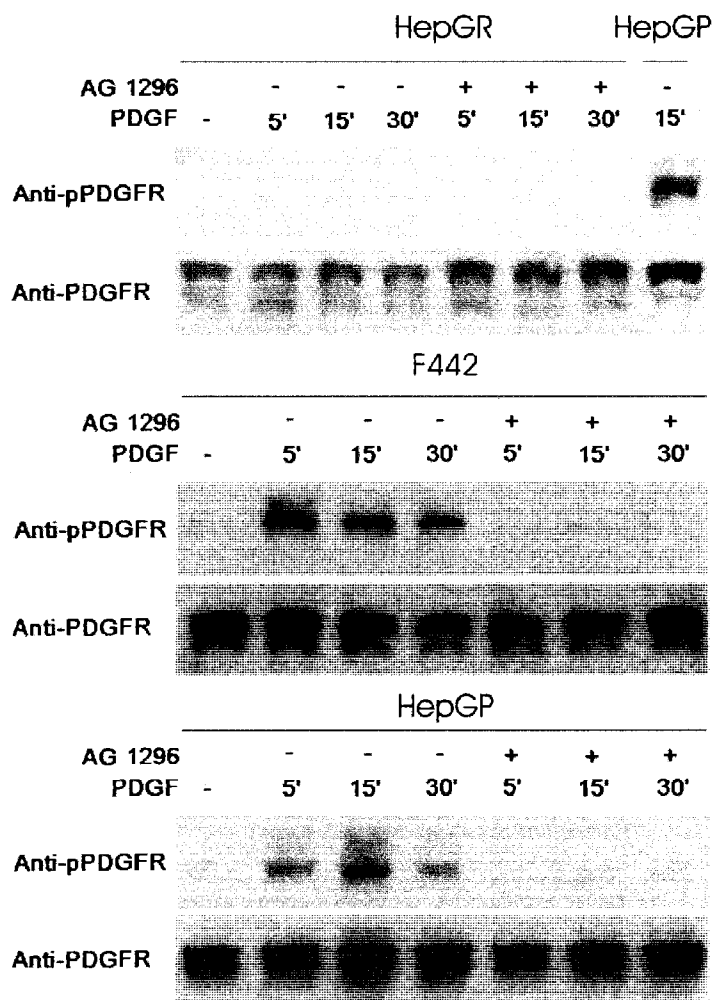 HepGR HepGP
AG 1296 - - - + + + -
PDGF - 5' 15' 30' 5' 15' 30' 15'
Anti-pPDGFR
Anti-PDGFR
F442
AG 1296 - - - + + +
PDGF - 5' 15' 30' 5' 15' 30'
Anti-pPDGFR
Anti-PDGFR
HepGP
AG 1296 - - - + + +
PDGF - 5' 15' 30' 5' 15' 30'
Anti-pPDGFR
Anti-PDGFR